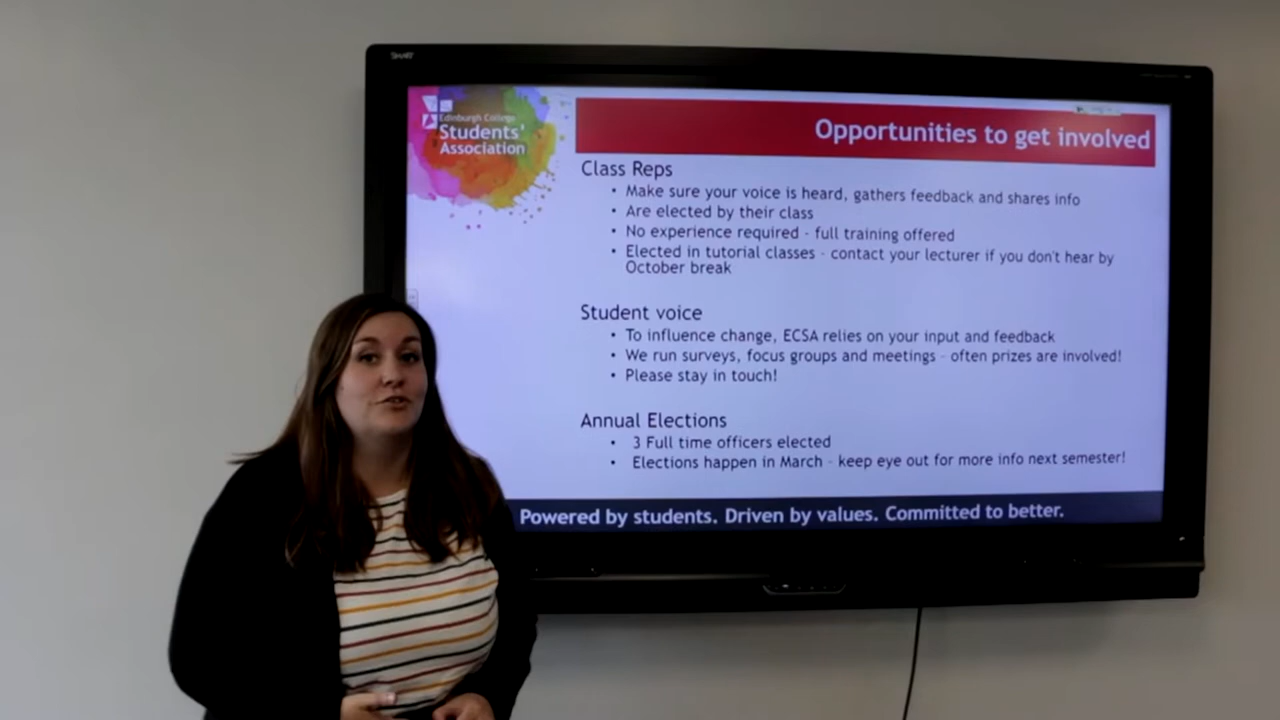 SMART
Edinburgh College
Students'
Association
Opportunities to get involved
Class Reps
• Make sure your voice is heard, gathers feedback and shares info
• Are elected by their class
• No experience required - full training offered
• Elected in tutorial classes - contact your lecturer if you don't hear by
October break
Student voice
• To influence change, ECSA relies on your input and feedback
• We run surveys, focus groups and meetings - often prizes are involved!
• Please stay in touch!
Annual Elections
• 3 Full time officers elected
• Elections happen in March - keep eye out for more info next semester!
Powered by students. Driven by values. Committed to better.